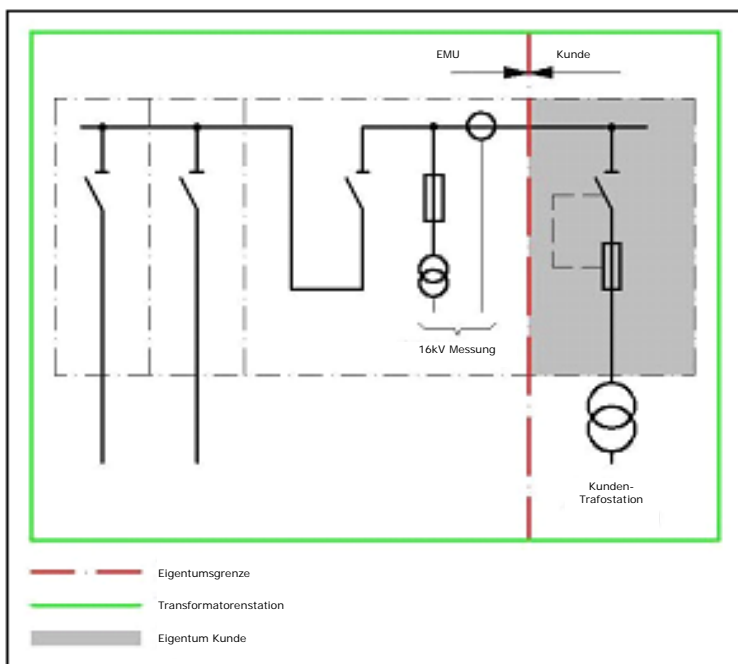 EMU
Kunde
16kV Messung
Kunden-
Trafostation
Eigentumsgrenze
Transformatorenstation
Eigentum Kunde